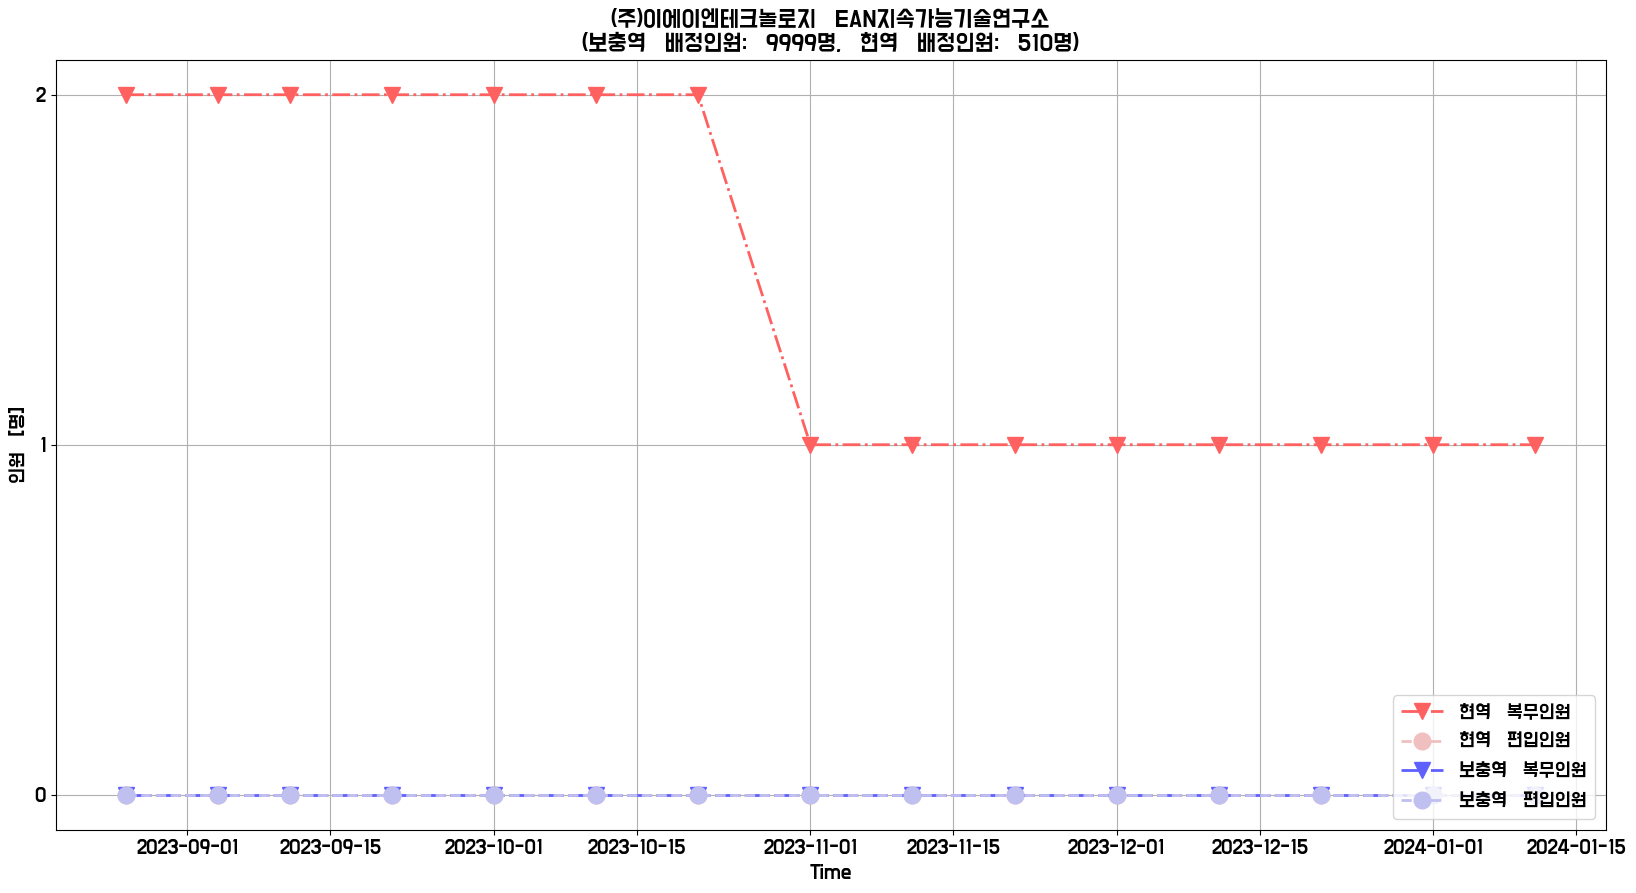 (주)이에이엔테크놀로지 EAN지속가능기술연구소
(보충역 배정인원: 9999명, 현역 배정인원: 510명)
2
1
0
인원 [명]
현역 복무인원
현역 편입인원
보충역 복무인원
보충역 편입인원
2023-09-01 2023-09-15 2023-10-01 2023-10-15 2023-11-01 2023-11-15 2023-12-01 2023-12-15 2024-01-01 2024-01-15
Time